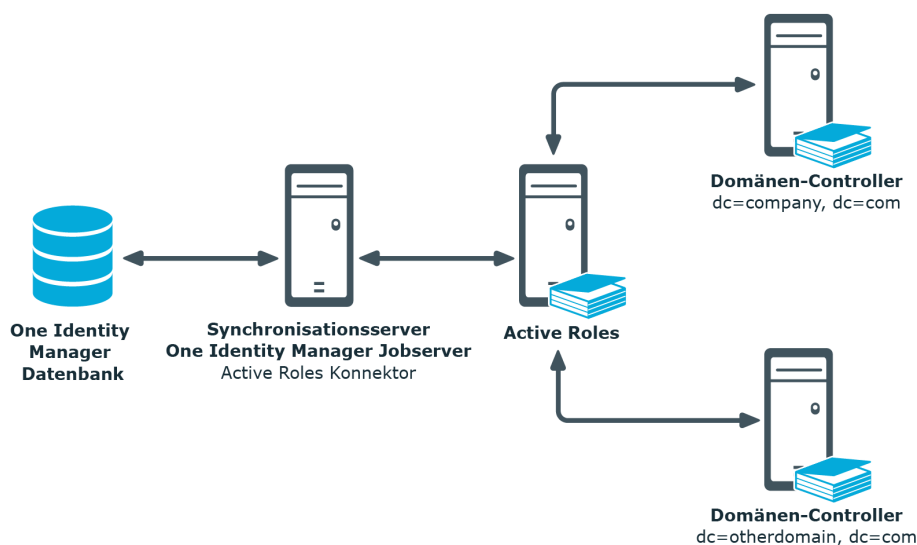 Domänen-Controller
dc=company, dc=com
One Identity
Manager
Datenbank
Synchronisationsserver
One Identity Manager Jobserver
Active Roles Konnektor
Active Roles
Domänen-Controller
dc=otherdomain, dc=com